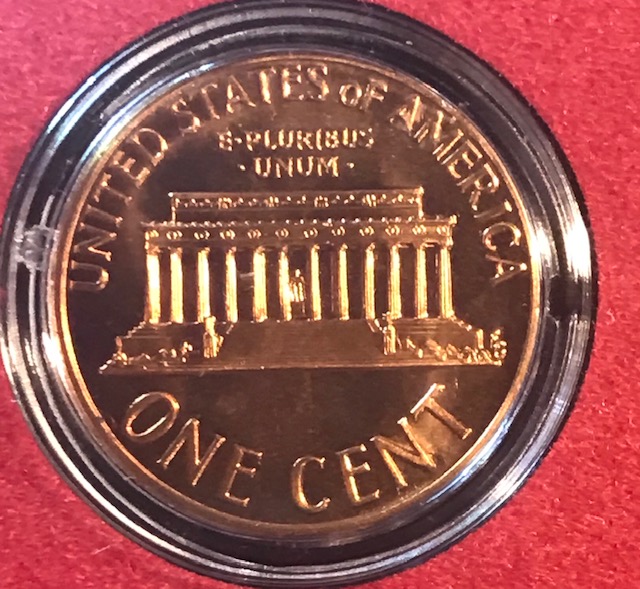 UNITED STATES OF AMERICA
E·PLURIBUS
·UNUM·
ONE CENT